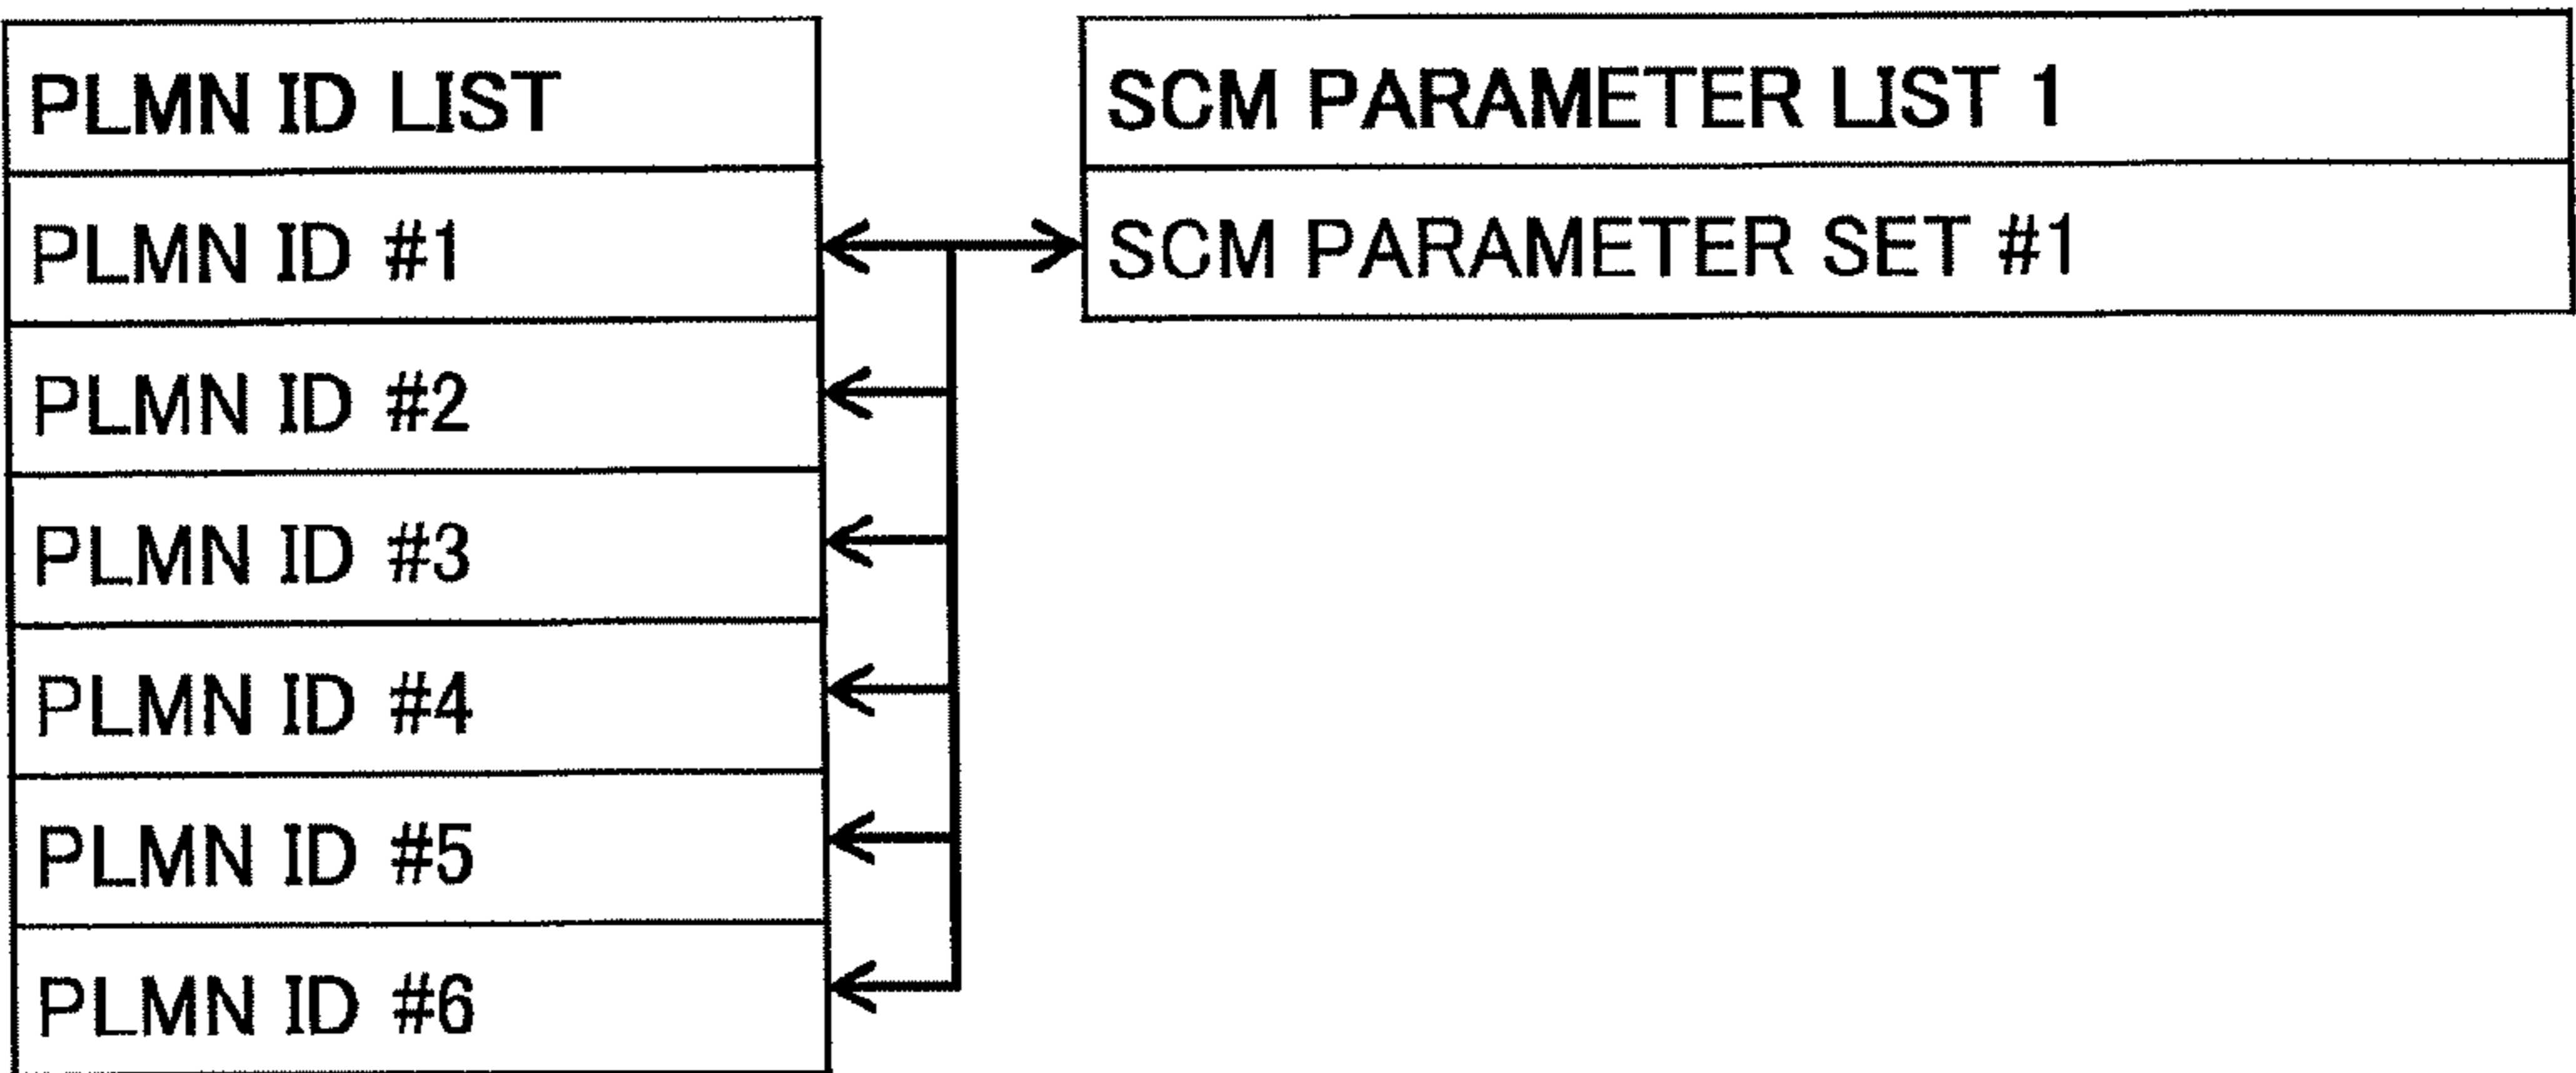 PLMN ID LIST
PLMN ID #1
PLMN ID #2
PLMN ID #3
PLMN ID #4
PLMN ID #5
PLMN ID #6
SCM PARAMETER LIST 1
SCM PARAMETER SET #1